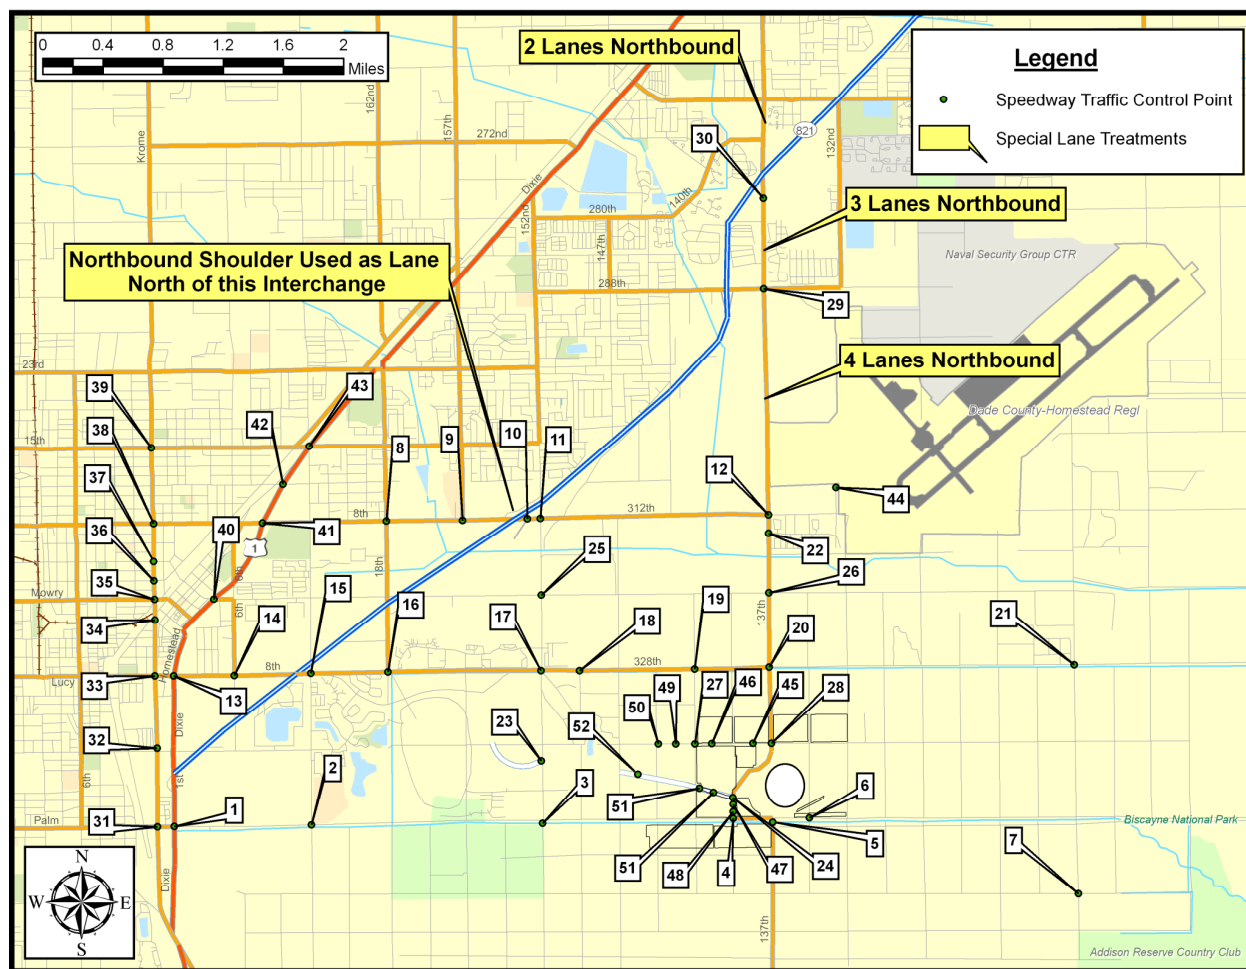 0 0.4 0.8 1.2 1.6 2
Miles
2 Lanes Northbound
Legend
Speedway Traffic Control Point
Special Lane Treatments
162nd
157th
Krome
272nd
Dixie
821
132nd
30
140th
152nd
280th
147th
3 Lanes Northbound
Northbound Shoulder Used as Lane
North of this Interchange
Naval Security Group CTR
288th
29
4 Lanes Northbound
23rd
39
43
Dade County-Homestead Regl
38
42
15th
8
9
10
11
37
12
44
8th
312th
36
40
41
1
22
25
18th
6th
35
Mowry
15
16
26
137th
6th
34
14
17
18
19
20
21
Homestead
8th
328th
Lucy
33
13
50
49
27
46
45
28
32
Dixie
23
52
1st
6th
2
3
51
6
31
Palm
1
Biscayne National Park
5
7
51
48
4
47
24
N
W E
S
Dixie
137th
Addison Reserve Country Club